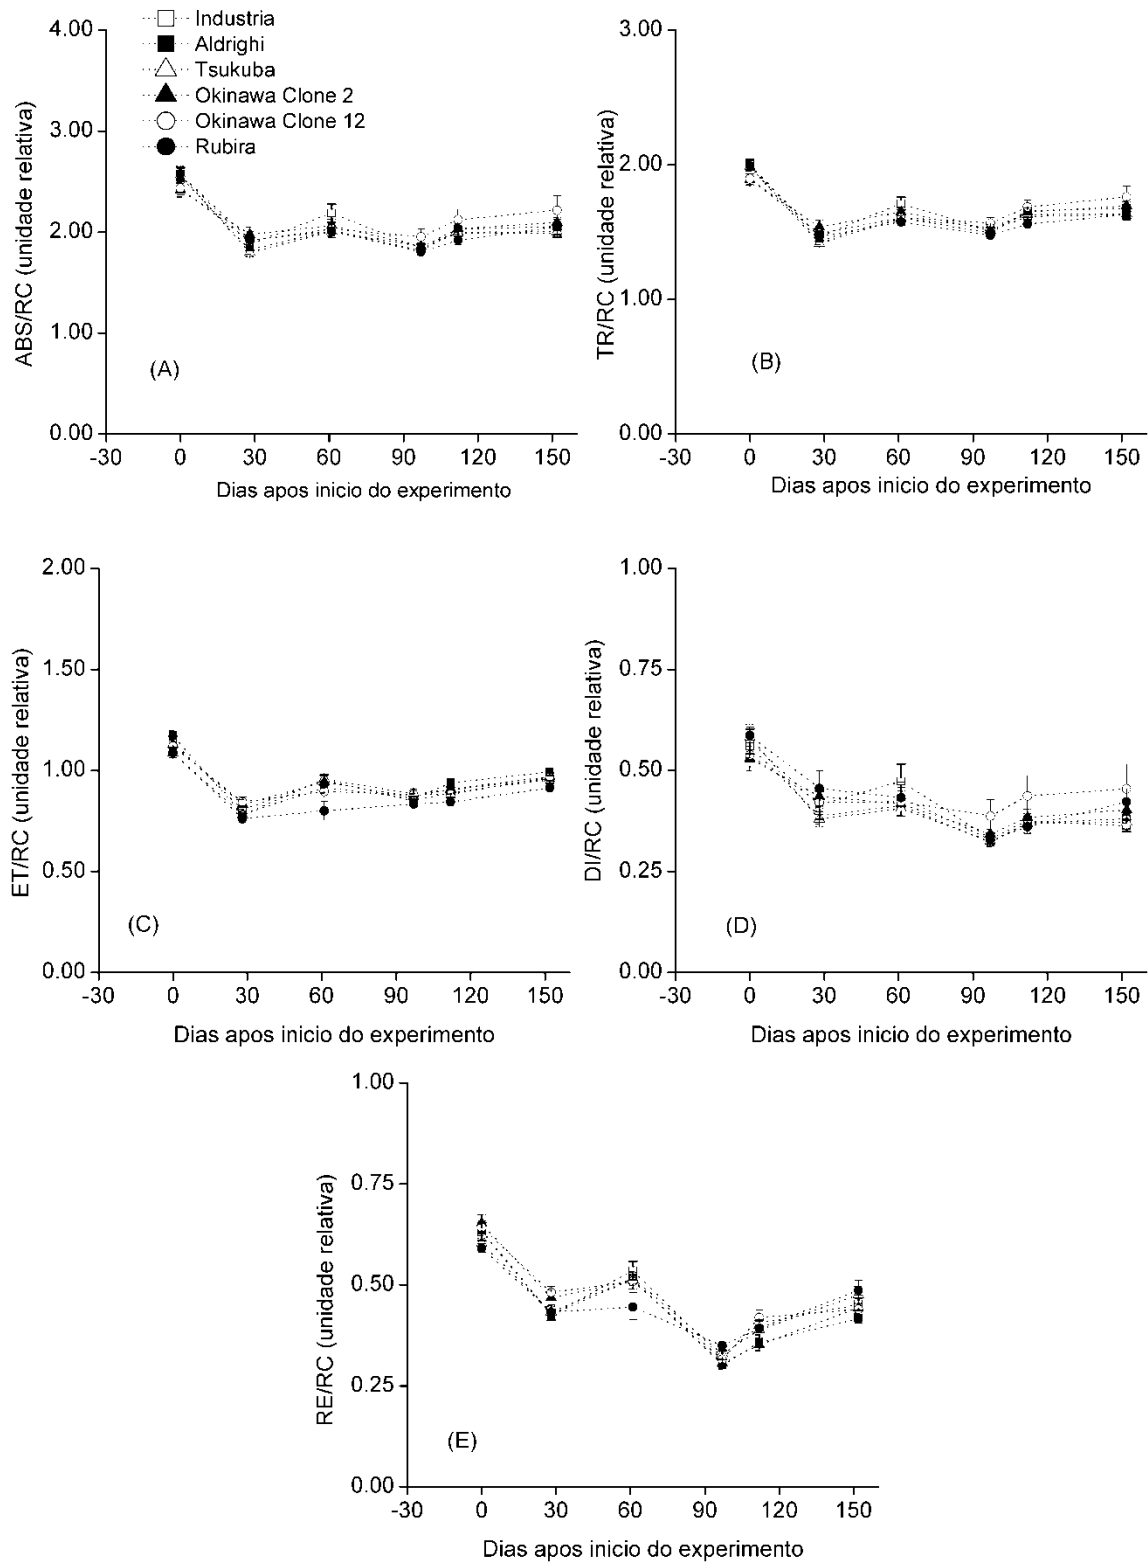 Industria
Aldrighi
Tsukuba
Okinawa Clone 2
Okinawa Clone 12
Rubira
4.00
3.00
2.00
1.00
0.00
ABS/RC (unidade relativa)
(A)
-30 0 30 60 90 120 150
Dias apos inicio do experimento
3.00
2.00
1.00
0.00
TR/RC (unidade relativa)
(B)
-30 0 30 60 90 120 150
Dias apos inicio do experimento
2.00
1.50
1.00
0.50
0.00
ET/RC (unidade relativa)
(C)
-30 0 30 60 90 120 150
Dias apos inicio do experimento
1.00
0.75
0.50
0.25
0.00
DI/RC (unidade relativa)
(D)
-30 0 30 60 90 120 150
Dias apos inicio do experimento
1.00
0.75
0.50
0.25
0.00
RE/RC (unidade relativa)
(E)
-30 0 30 60 90 120 150
Dias apos inicio do experimento